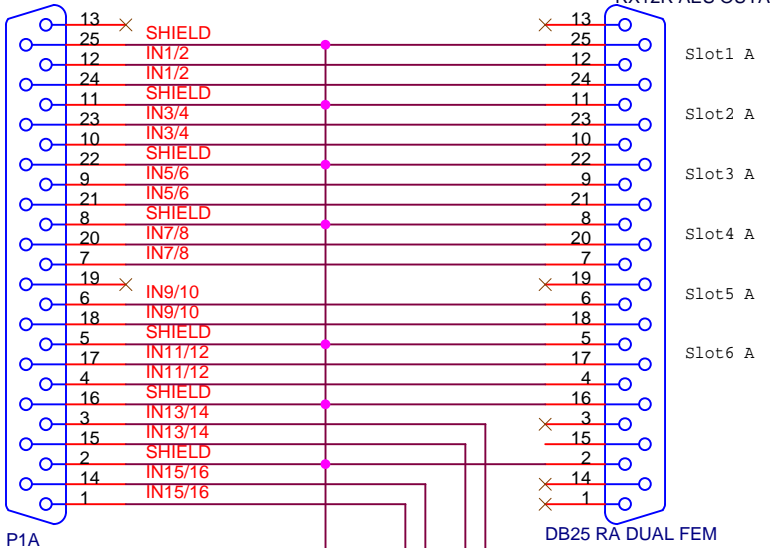 13 13
25 SHIELD 25
12 IN1/2 12 Slot1 A
24 IN1/2 24
11 SHIELD 11
23 IN3/4 23 Slot2 A
10 IN3/4 10
22 SHIELD 22
9 IN5/6 9 Slot3 A
21 IN5/6 21
8 SHIELD 8
20 IN7/8 20 Slot4 A
7 IN7/8 7
19 19
6 IN9/10 6 Slot5 A
18 IN9/10 18
5 SHIELD 5
17 IN11/12 17 Slot6 A
4 IN11/12 4
16 SHIELD 16
3 IN13/14 3
15 IN13/14 15
2 SHIELD 2
14 IN15/16 14
1 IN15/16 1
P1A DB25 RA DUAL FEM